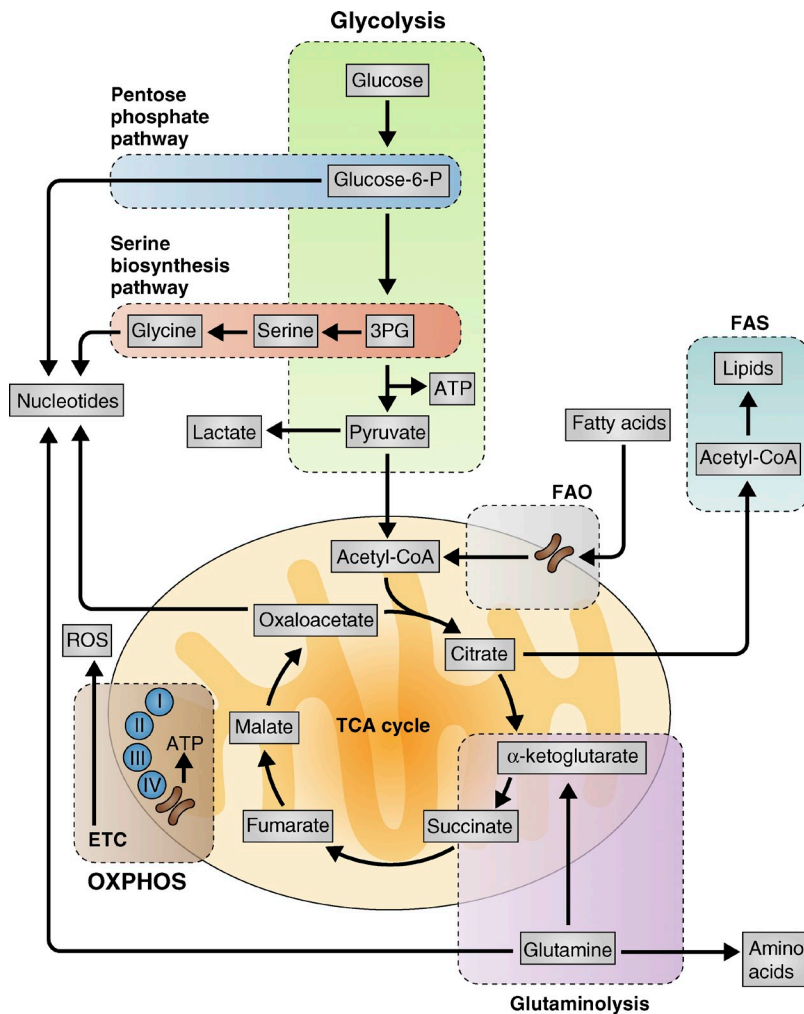 Glycolysis
Glucose
Pentose
phosphate
pathway
Glucose-6-P
Serine
biosynthesis
pathway
Glycine
Serine
3PG
FAS
Lipids
ATP
Nucleotides
Lactate
Pyruvate
Fatty acids
Acetyl-CoA
FAO
Acetyl-CoA
Oxaloacetate
ROS
Citrate
I
II
III
IV
ATP
Malate
TCA cycle
α-ketoglutarate
ETC
Fumarate
Succinate
OXPHOS
Glutamine
Amino
acids
Glutaminolysis